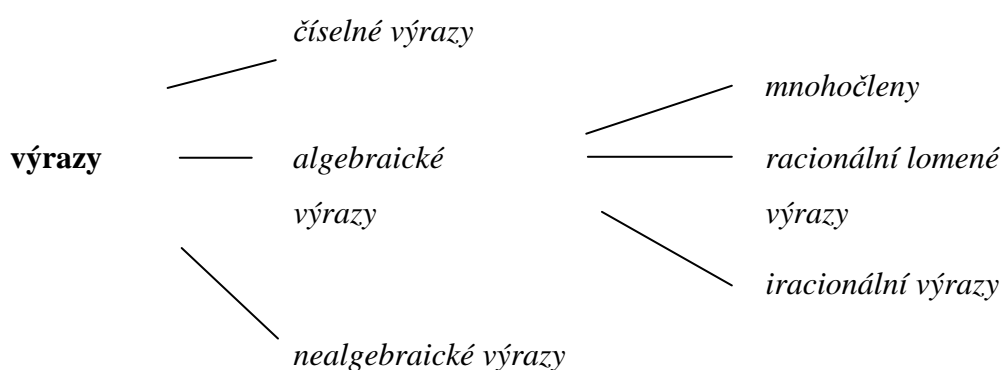 číselné výrazy
mnohočleny
výrazy
algebraické
výrazy
racionální lomené
výrazy
iracionální výrazy
nealgebraické výrazy